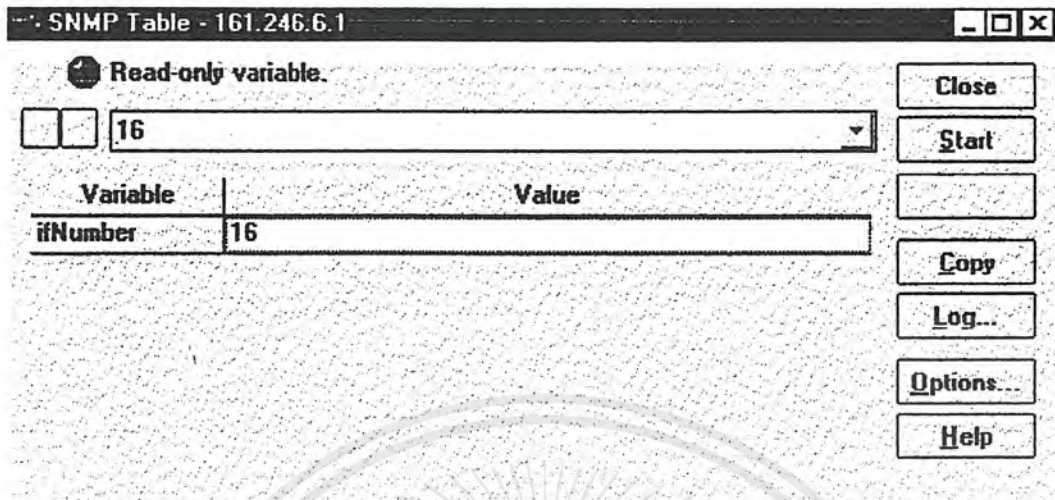 SNMP Table - 161.246.6.1
Read-only variable.
Close
16
Start
Variable Value
ifNumber 16
Copy
Log...
Options...
Help